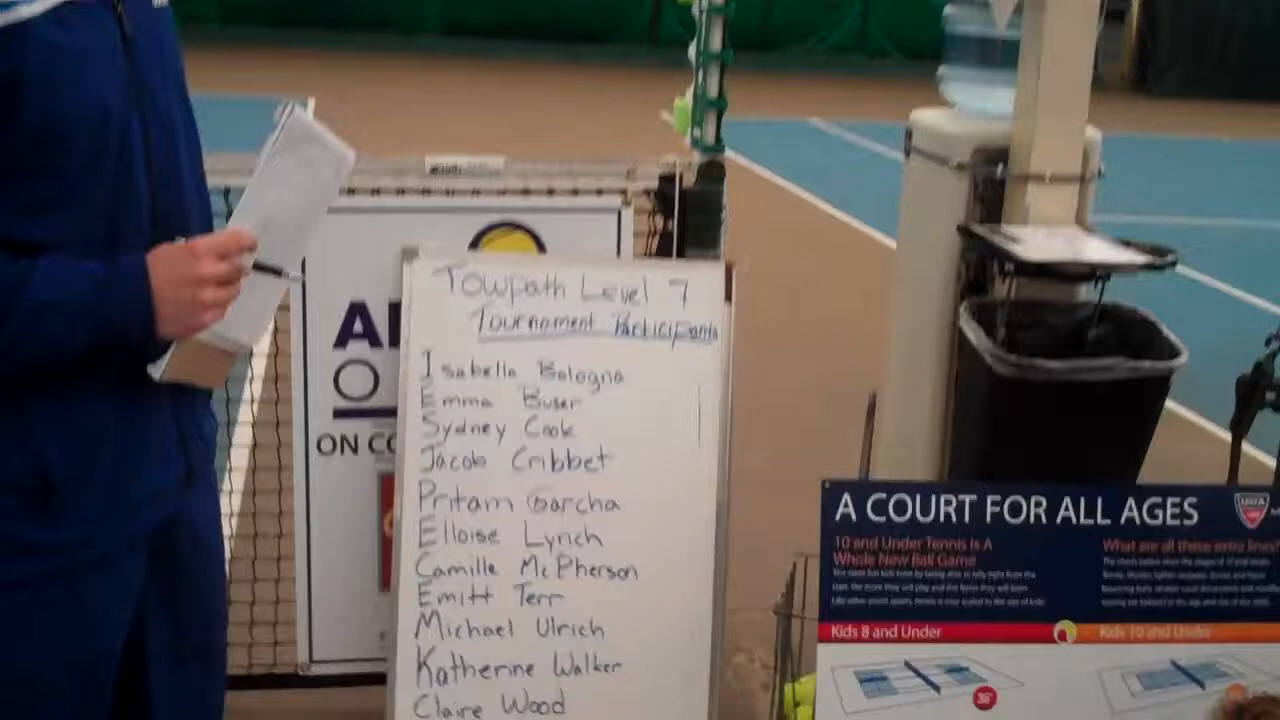 Towpath Level 7
Tournament Participants
Isabella Bologna
Emma Buser
Sydney Cook
Jacob Cribbet
Pritam Garcha
Elloise Lynch
Camille McPherson
Emitt Terr
Michael Ulrich
Katherine Walker
Claire Wood
O
ON CO
A COURT FOR ALL AGES
10 and Under Tennis Is A
Whole New Ball Game
What are all these extra lines?
Kids 8 and Under
Kids 10 and Under
36'